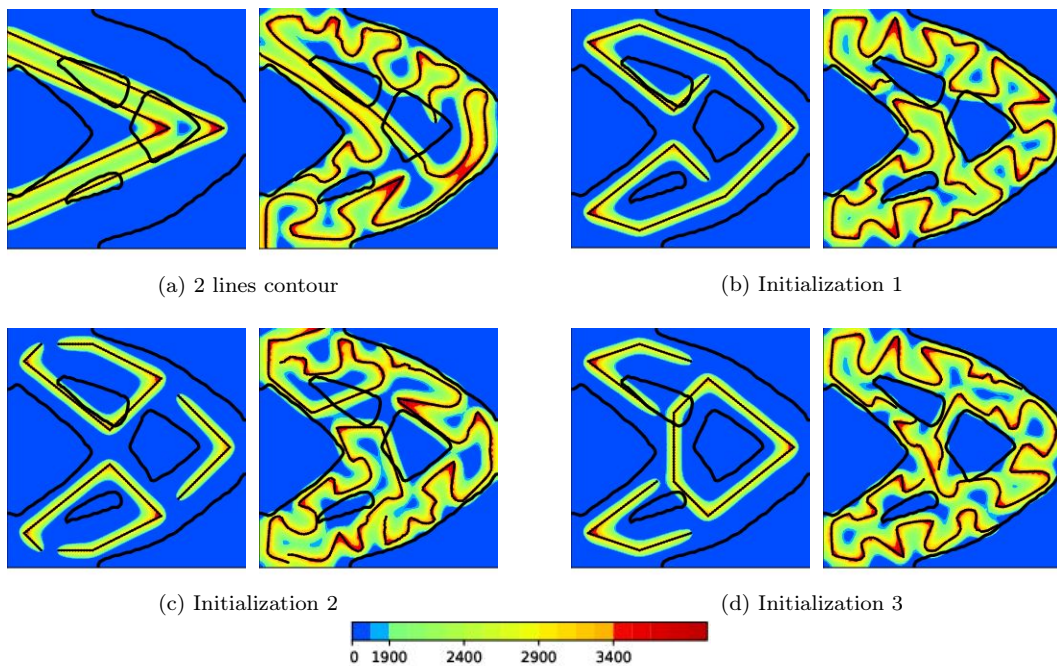 (a) 2 lines contour
(b) Initialization 1
(c) Initialization 2
(d) Initialization 3
0 1900 2400 2900 3400